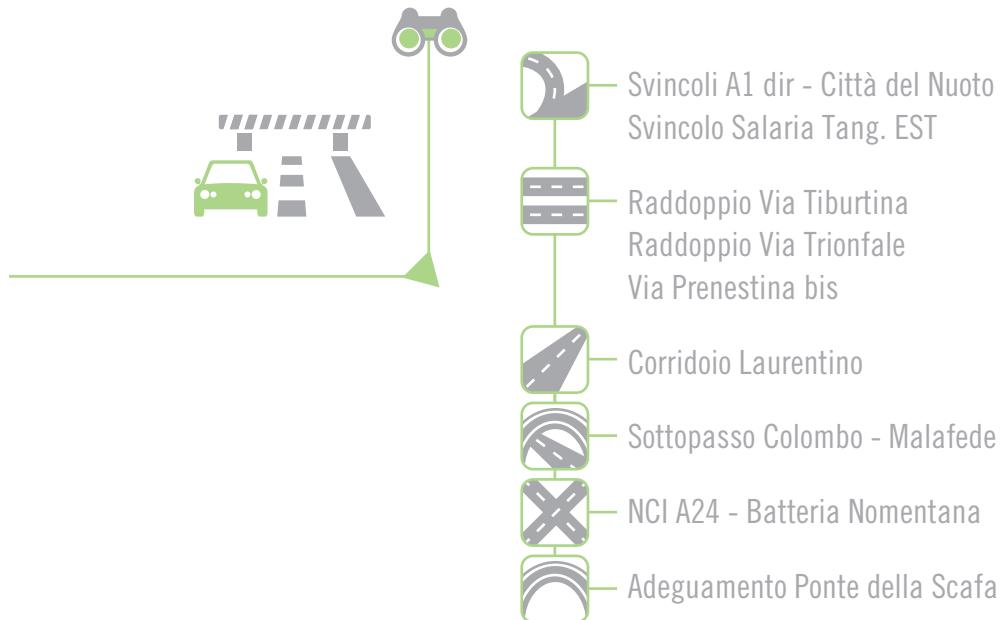 Svincoli A1 dir - Città del Nuoto
Svincolo Salaria Tang. EST
Raddoppio Via Tiburtina
Raddoppio Via Trionfale
Via Prenestina bis
Corridoio Laurentino
Sottopasso Colombo - Malafede
NCI A24 - Batteria Nomentana
Adeguamento Ponte della Scafa